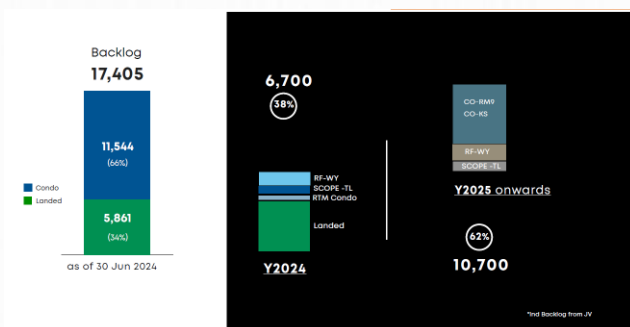 Backlog
17,405
11,544
(66%)
5,861
(34%)
Condo
Landed
as of 30 Jun 2024
6,700
38%
RF-WY
SCOPE -TL
RTM Condo
Landed
Y2024
CO-RM9
CO-KS
RF-WY
SCOPE -TL
Y2025 onwards
62%
10,700
*Ind Backlog from JV